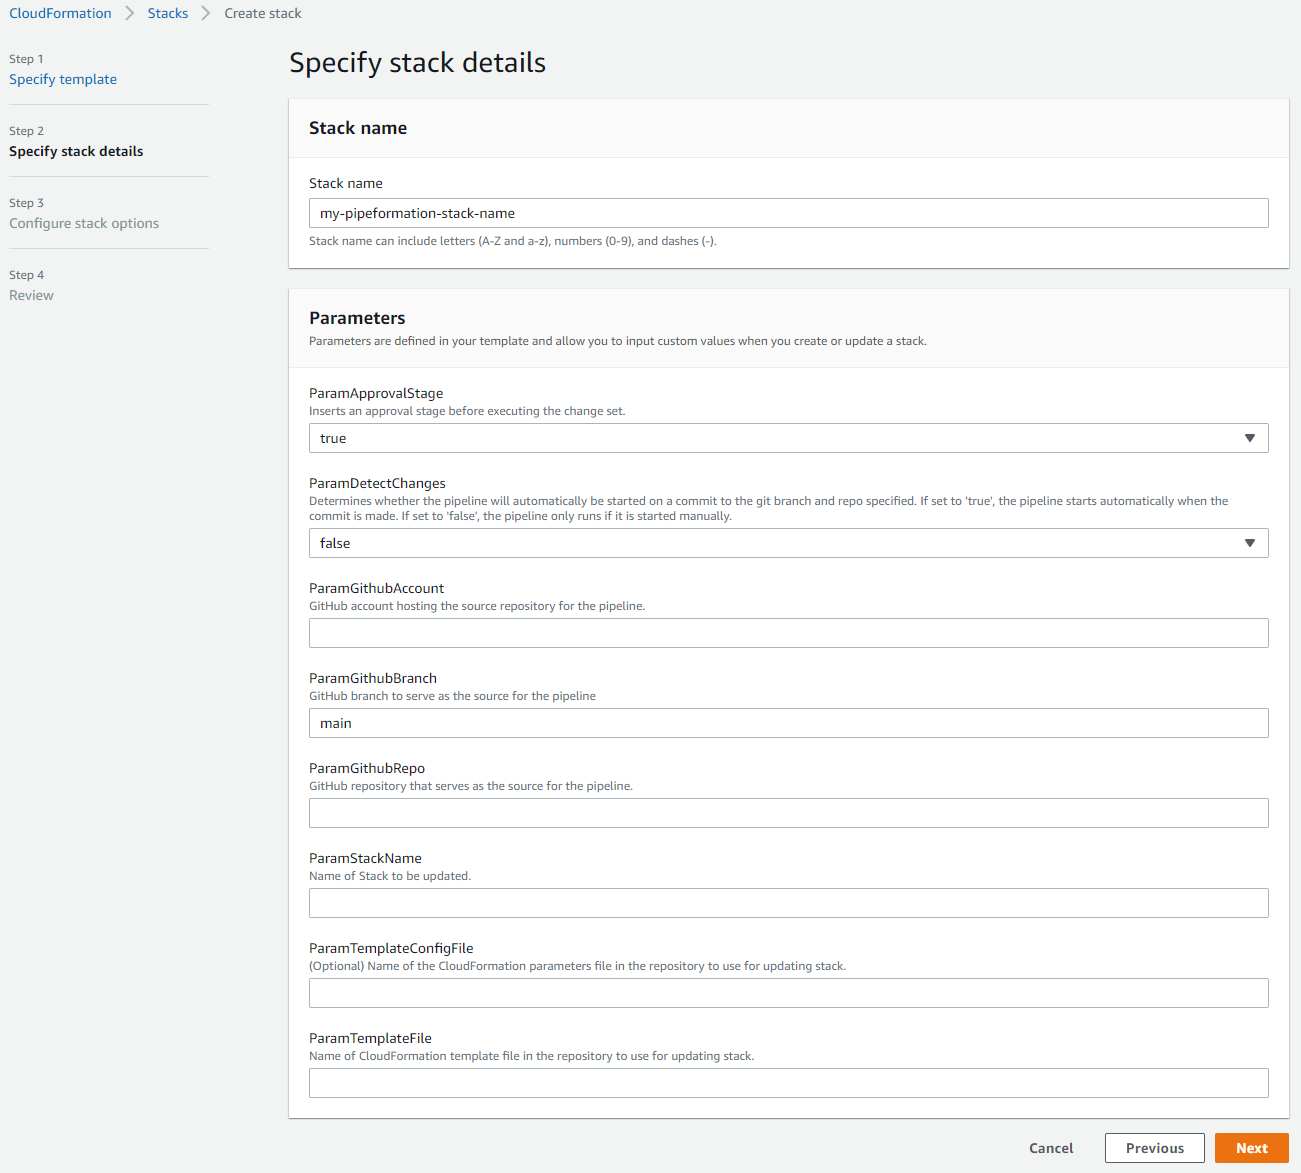 CloudFormation > Stacks > Create stack
Step 1
Specify template
Step 2
Specify stack details
Step 3
Configure stack options
Step 4
Review
Specify stack details
Stack name
Stack name
my-pipeformation-stack-name
Stack name can include letters (A-Z and a-z), numbers (0-9), and dashes (-).
Parameters
Parameters are defined in your template and allow you to input custom values when you create or update a stack.
ParamApprovalStage
Inserts an approval stage before executing the change set.
true
ParamDetectChanges
Determines whether the pipeline will automatically be started on a commit to the git branch and repo specified. If set to 'true', the pipeline starts automatically when the
commit is made. If set to 'false', the pipeline only runs if it is started manually.
false
ParamGithubAccount
GitHub account hosting the source repository for the pipeline.
ParamGithubBranch
GitHub branch to serve as the source for the pipeline
main
ParamGithubRepo
GitHub repository that serves as the source for the pipeline.
ParamStackName
Name of Stack to be updated.
ParamTemplateConfigFile
(Optional) Name of the CloudFormation parameters file in the repository to use for updating stack.
ParamTemplateFile
Name of CloudFormation template file in the repository to use for updating stack.
Cancel Previous Next